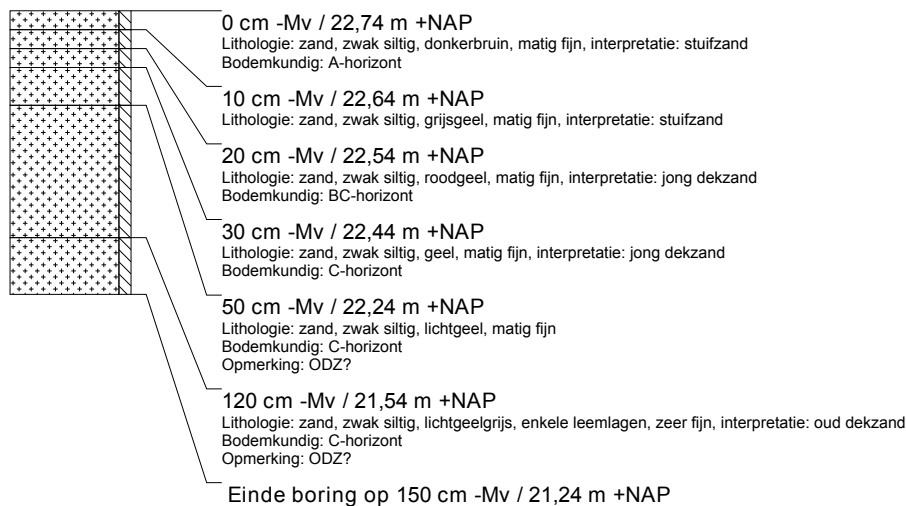 0 cm -Mv / 22,74 m +NAP
Lithologie: zand, zwak siltig, donkerbruin, matig fijn, interpretatie: stuifzand
Bodemkundig: A-horizont
10 cm -Mv / 22,64 m +NAP
Lithologie: zand, zwak siltig, grijsgeel, matig fijn, interpretatie: stuifzand
20 cm -Mv / 22,54 m +NAP
Lithologie: zand, zwak siltig, roodgeel, matig fijn, interpretatie: jong dekzand
Bodemkundig: BC-horizont
30 cm -Mv / 22,44 m +NAP
Lithologie: zand, zwak siltig, geel, matig fijn, interpretatie: jong dekzand
Bodemkundig: C-horizont
50 cm -Mv / 22,24 m +NAP
Lithologie: zand, zwak siltig, lichtgeel, matig fijn
Bodemkundig: C-horizont
Opmerking: ODZ?
120 cm -Mv / 21,54 m +NAP
Lithologie: zand, zwak siltig, lichtgeelgrijs, enkele leemlagen, zeer fijn, interpretatie: oud dekzand
Bodemkundig: C-horizont
Opmerking: ODZ?
Einde boring op 150 cm -Mv / 21,24 m +NAP